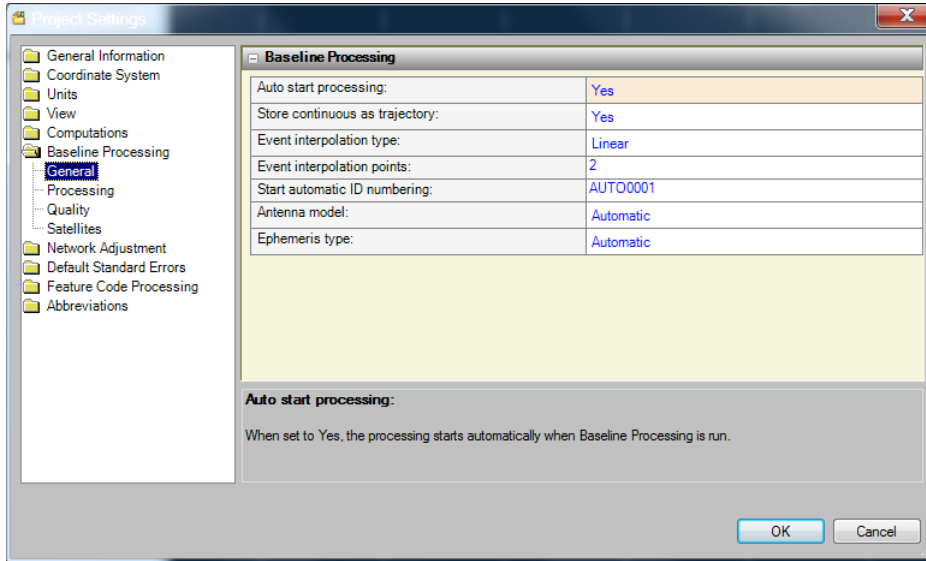 Project Settings
General Information
Coordinate System
Units
View
Computations
Baseline Processing
General
Processing
Quality
Satellites
Network Adjustment
Default Standard Errors
Feature Code Processing
Abbreviations
Baseline Processing
Auto start processing: Yes
Store continuous as trajectory: Yes
Event interpolation type: Linear
Event interpolation points: 2
Start automatic ID numbering: AUTO0001
Antenna model: Automatic
Ephemeris type: Automatic
Auto start processing:
When set to Yes, the processing starts automatically when Baseline Processing is run.
OK Cancel